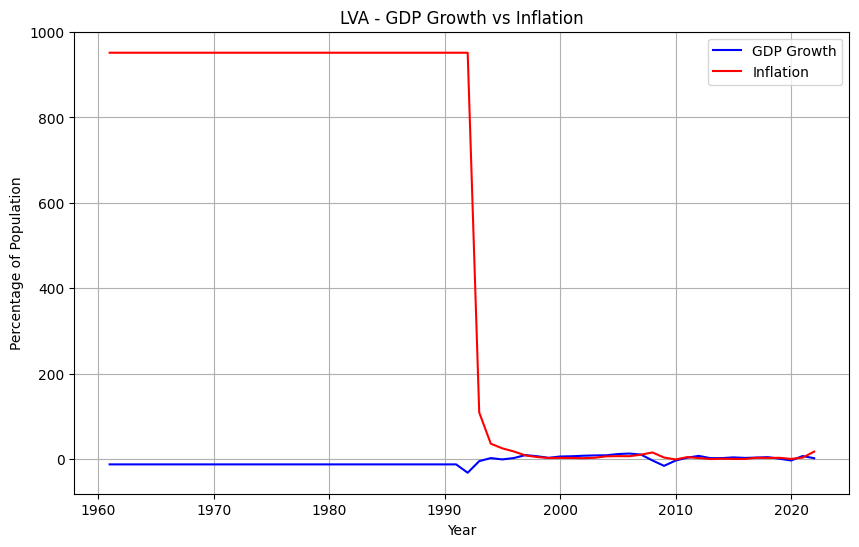 LVA - GDP Growth vs Inflation
GDP Growth
Inflation
Percentage of Population
1000
800
600
400
200
0
1960 1970 1980 1990 2000 2010 2020
Year